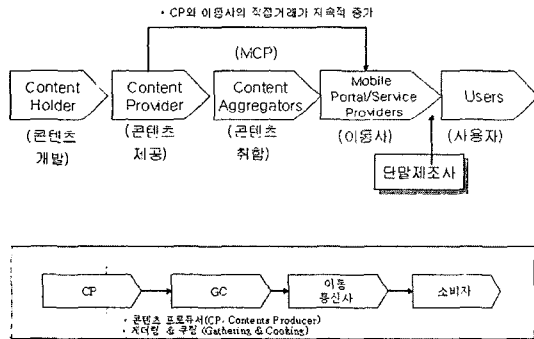 • CP와 이통사의 직접거래가 지속적 증가
(MCP)
Content
Holder
Content
Provider
Content
Aggregators
Mobile
Portal/Service
Providers
Users
(콘텐츠
개발)
(콘텐츠
제공)
(콘텐츠
취합)
(이통사)
(사용자)
단말제조사
CP
GC
이동
통신사
소비자
• 콘텐츠 프로듀서(CP, Contents Producer)
• 게더링 & 쿠킹 (Gathering & Cooking)